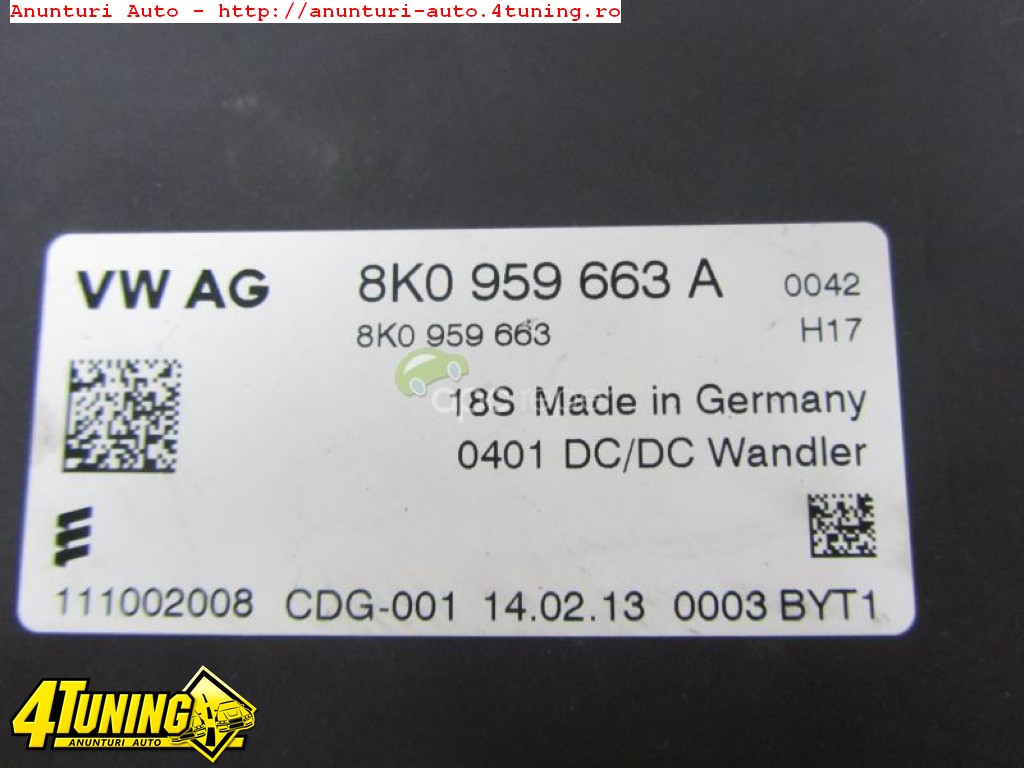 Anunturi Auto - http://anunturi-auto.4tuning.ro
VW AG 8K0 959 663 A 0042
8K0 959 663 H17
18S Made in Germany
0401 DC/DC Wandler
111002008 CDG-001 14.02.13 0003 BYT1
4TUNING
ANUNTURI AUTO